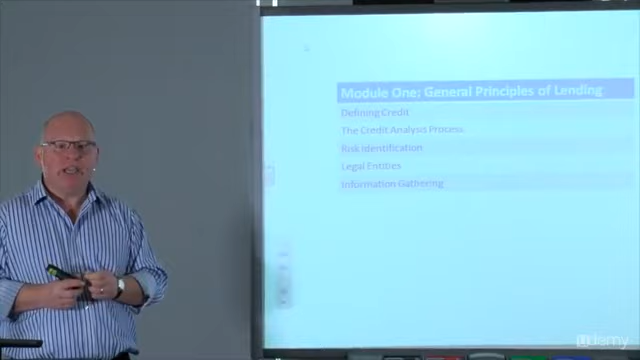 Module One: General Principles of Lending
Defining Credit
The Credit Analysis Process
Risk Identification
Legal Entities
Information Gathering
Udemy